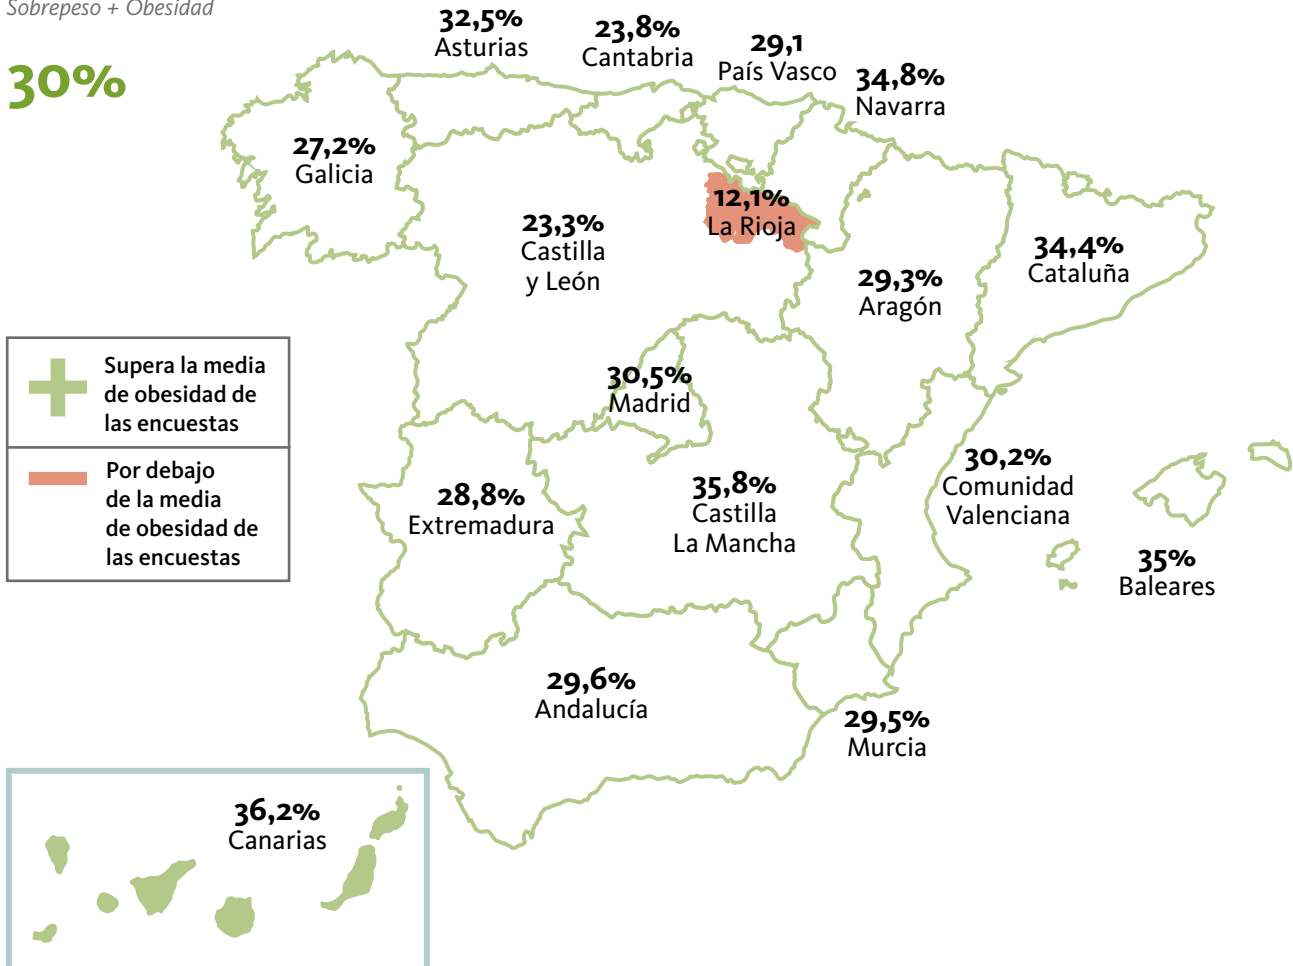 Sobrepeso + Obesidad
30%
32,5%
Asturias
23,8%
Cantabria
29,1
País Vasco
34,8%
Navarra
27,2%
Galicia
12,1%
La Rioja
23,3%
Castilla
y León
34,4%
Cataluña
29,3%
Aragón
Supera la media
de obesidad de
las encuestas
Por debajo
de la media
de obesidad de
las encuestas
30,5%
Madrid
30,2%
Comunidad
Valenciana
28,8%
Extremadura
35,8%
Castilla
La Mancha
35%
Baleares
29,6%
Andalucía
29,5%
Murcia
36,2%
Canarias